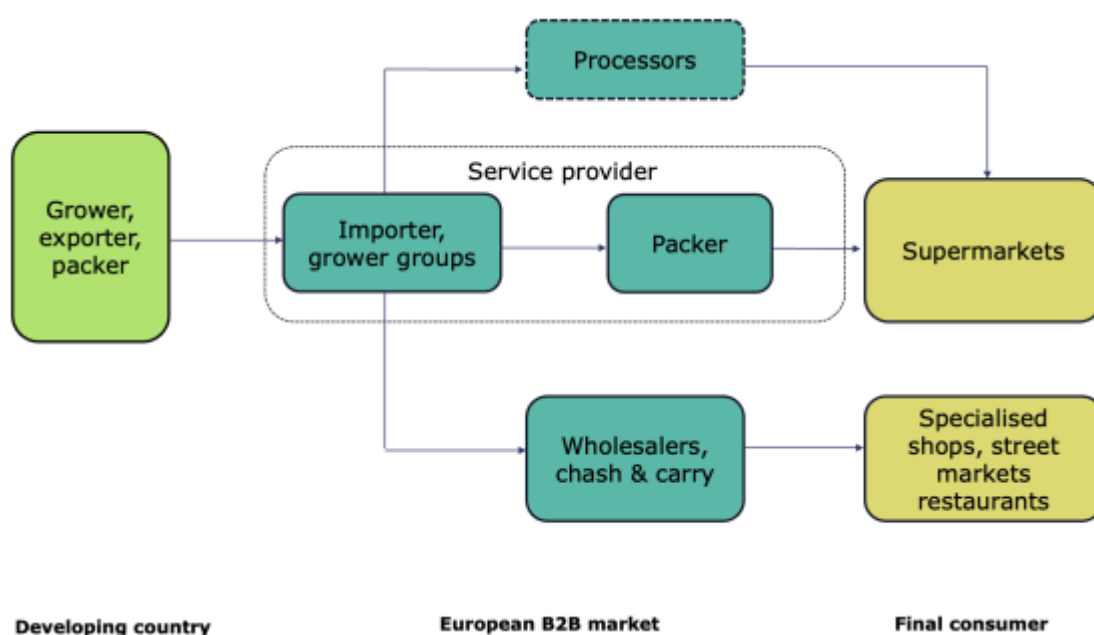 Processors
Service provider
Grower,
exporter,
packer
Importer,
grower groups
Packer
Supermarkets
Wholesalers,
chash & carry
Specialised
shops, street
markets
restaurants
Developing country
European B2B market
Final consumer